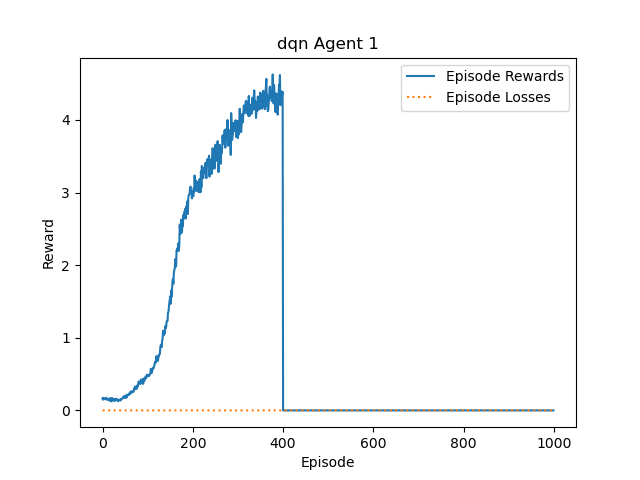 dqn Agent 1
Episode Rewards
Episode Losses
Reward
4
3
2
1
0
0 200 400 600 800 1000
Episode